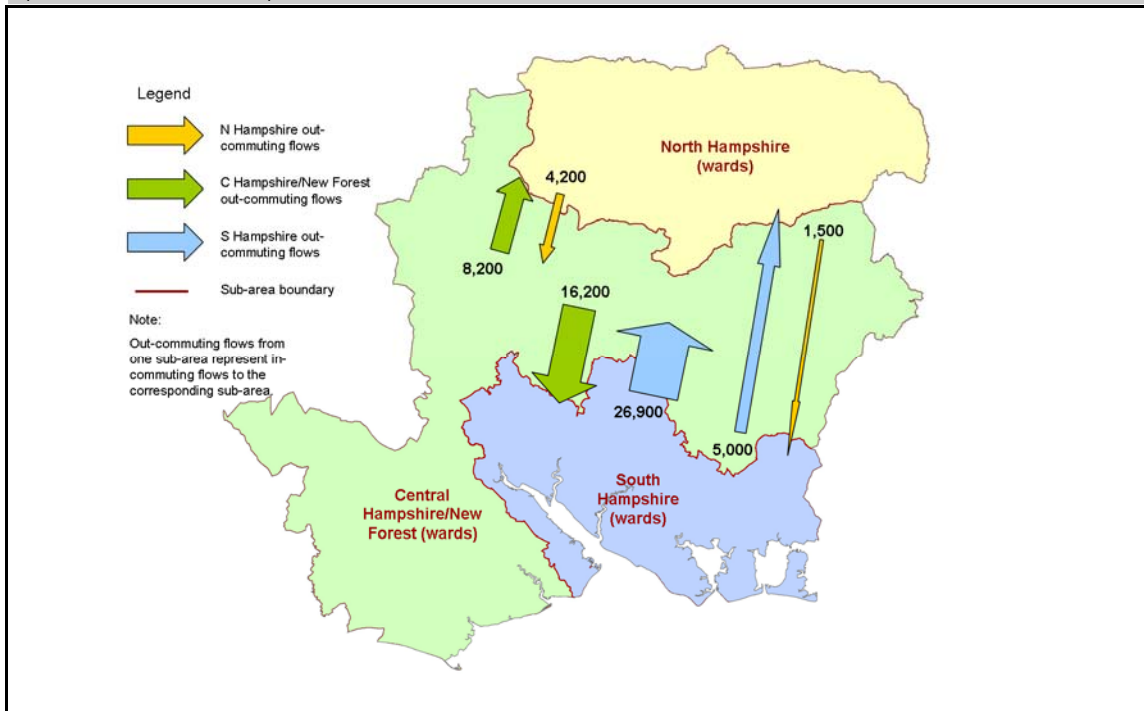 Legend
N Hampshire out-
commuting flows
C Hampshire/New Forest
out-commuting flows
S Hampshire out-
commuting flows
Sub-area boundary
Note:
Out-commuting flows from
one sub-area represent in-
commuting flows to the
corresponding sub-area
North Hampshire
(wards)
4,200
1,500
8,200
16,200
26,900
5,000
Central
Hampshire/New
Forest (wards)
South
Hampshire
(wards)